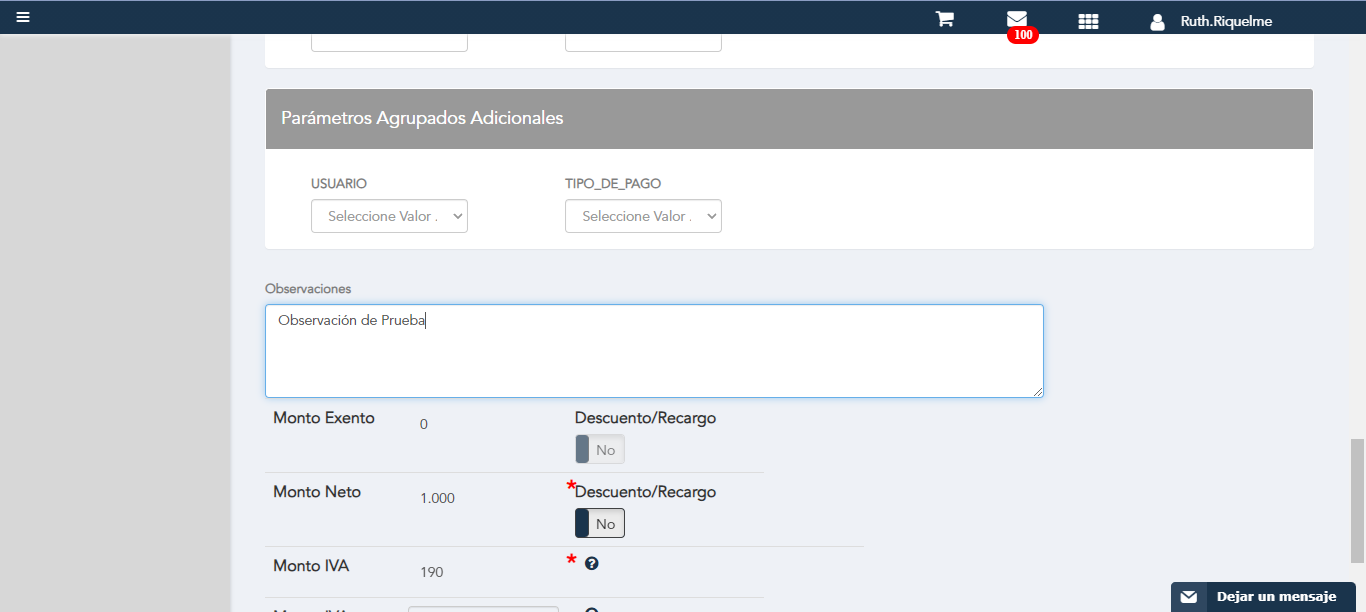 Ruth.Riquelme
100
Parámetros Agrupados Adicionales
USUARIO TIPO_DE_PAGO
Seleccione Valor . Seleccione Valor .
Observaciones
Observación de Prueba
Monto Exento 0 Descuento/Recargo
No
Monto Neto 1.000 *Descuento/Recargo
No
Monto IVA 190 * ?
Dejar un mensaje